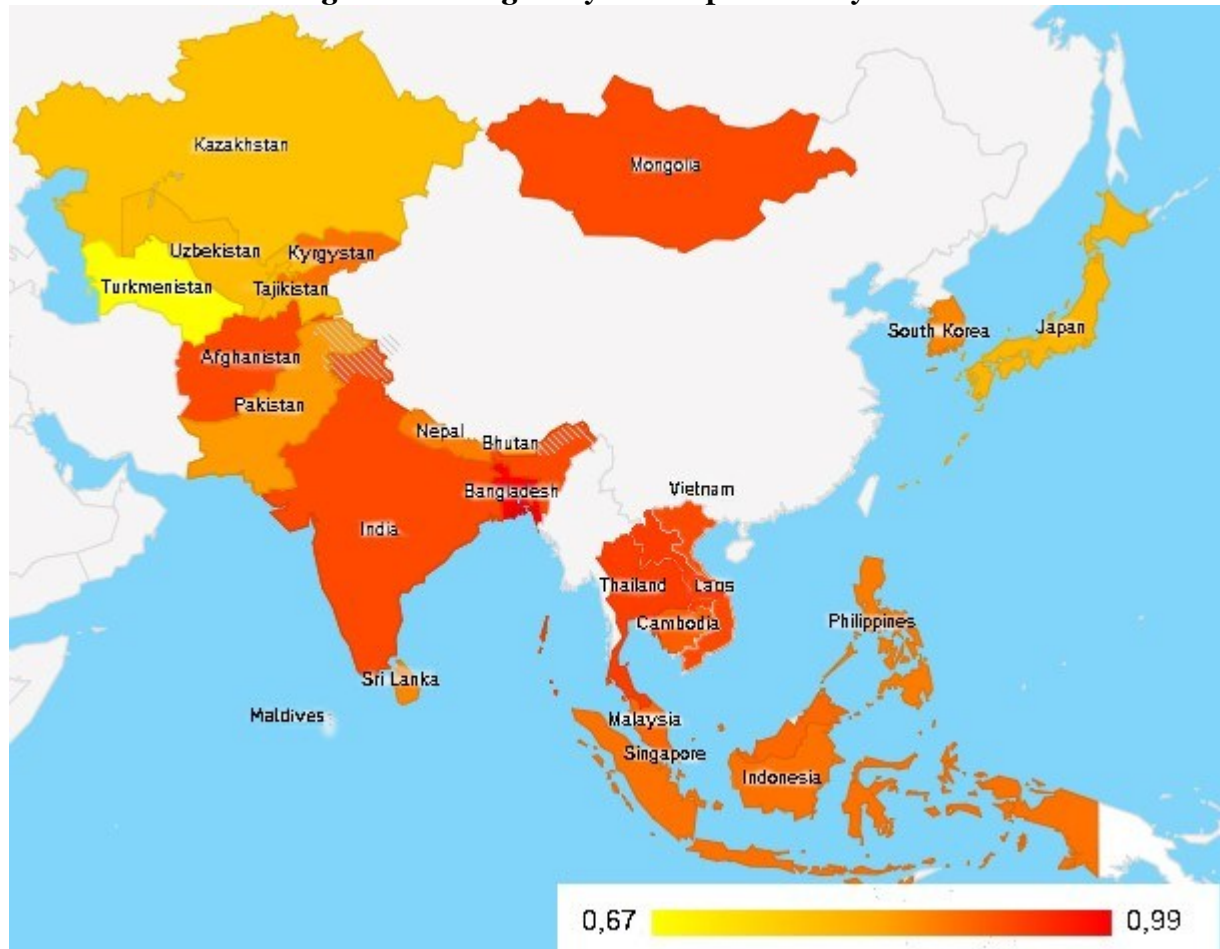 Kazakhstan
Mongolia
Uzbekistan
Kyrgystan
Turkmenistan
Tajikistan
South Korea
Japan
Afghanistan
Pakistan
Nepal
Bhutan
Bangladesh
Vietnam
India
Thailand
Laos
Cambodia
Philippines
Sri Lanka
Maldives
Malaysia
Singapore
Indonesia
0,67
0,99